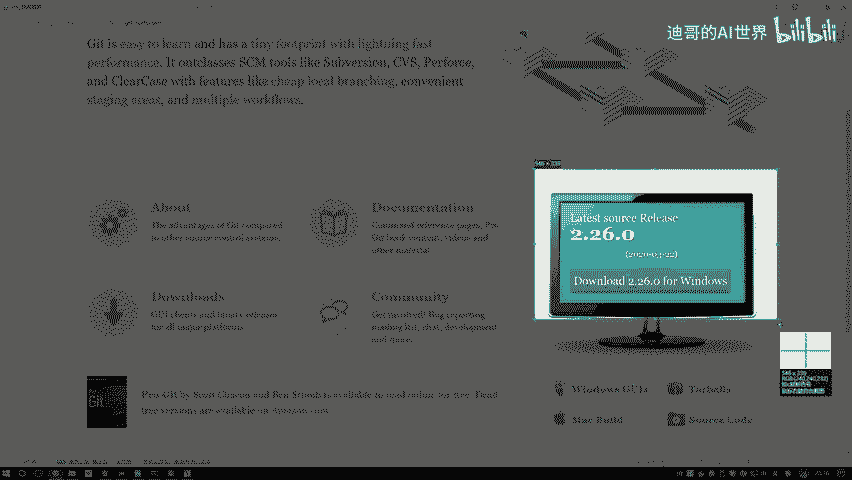 迪哥的AI世界 bilibili
Git is easy to learn and has a tiny footprint with lightning fast
performance. It outclasses SCM tools like Subversion, CVS, Perforce,
and ClearCase with features like cheap local branching, convenient
staging areas, and multiple workflows.
About
The advantages of Git compared
to other source control systems.
Documentation
Command reference pages, Pro
Git book content, videos and
other material.
Latest source Release
2.26.0
(2020-03-22)
Download 2.26.0 for Windows
Downloads
GUI clients and binary releases
for all major platforms.
Community
Get involved! Bug reporting,
mailing list, chat, development
and more.
Pro Git by Scott Chacon and Ben Straub is available to read online for free. Dead
tree versions are available on Amazon.com.
Windows GUIs
Tarballs
Mac Build
Source Code